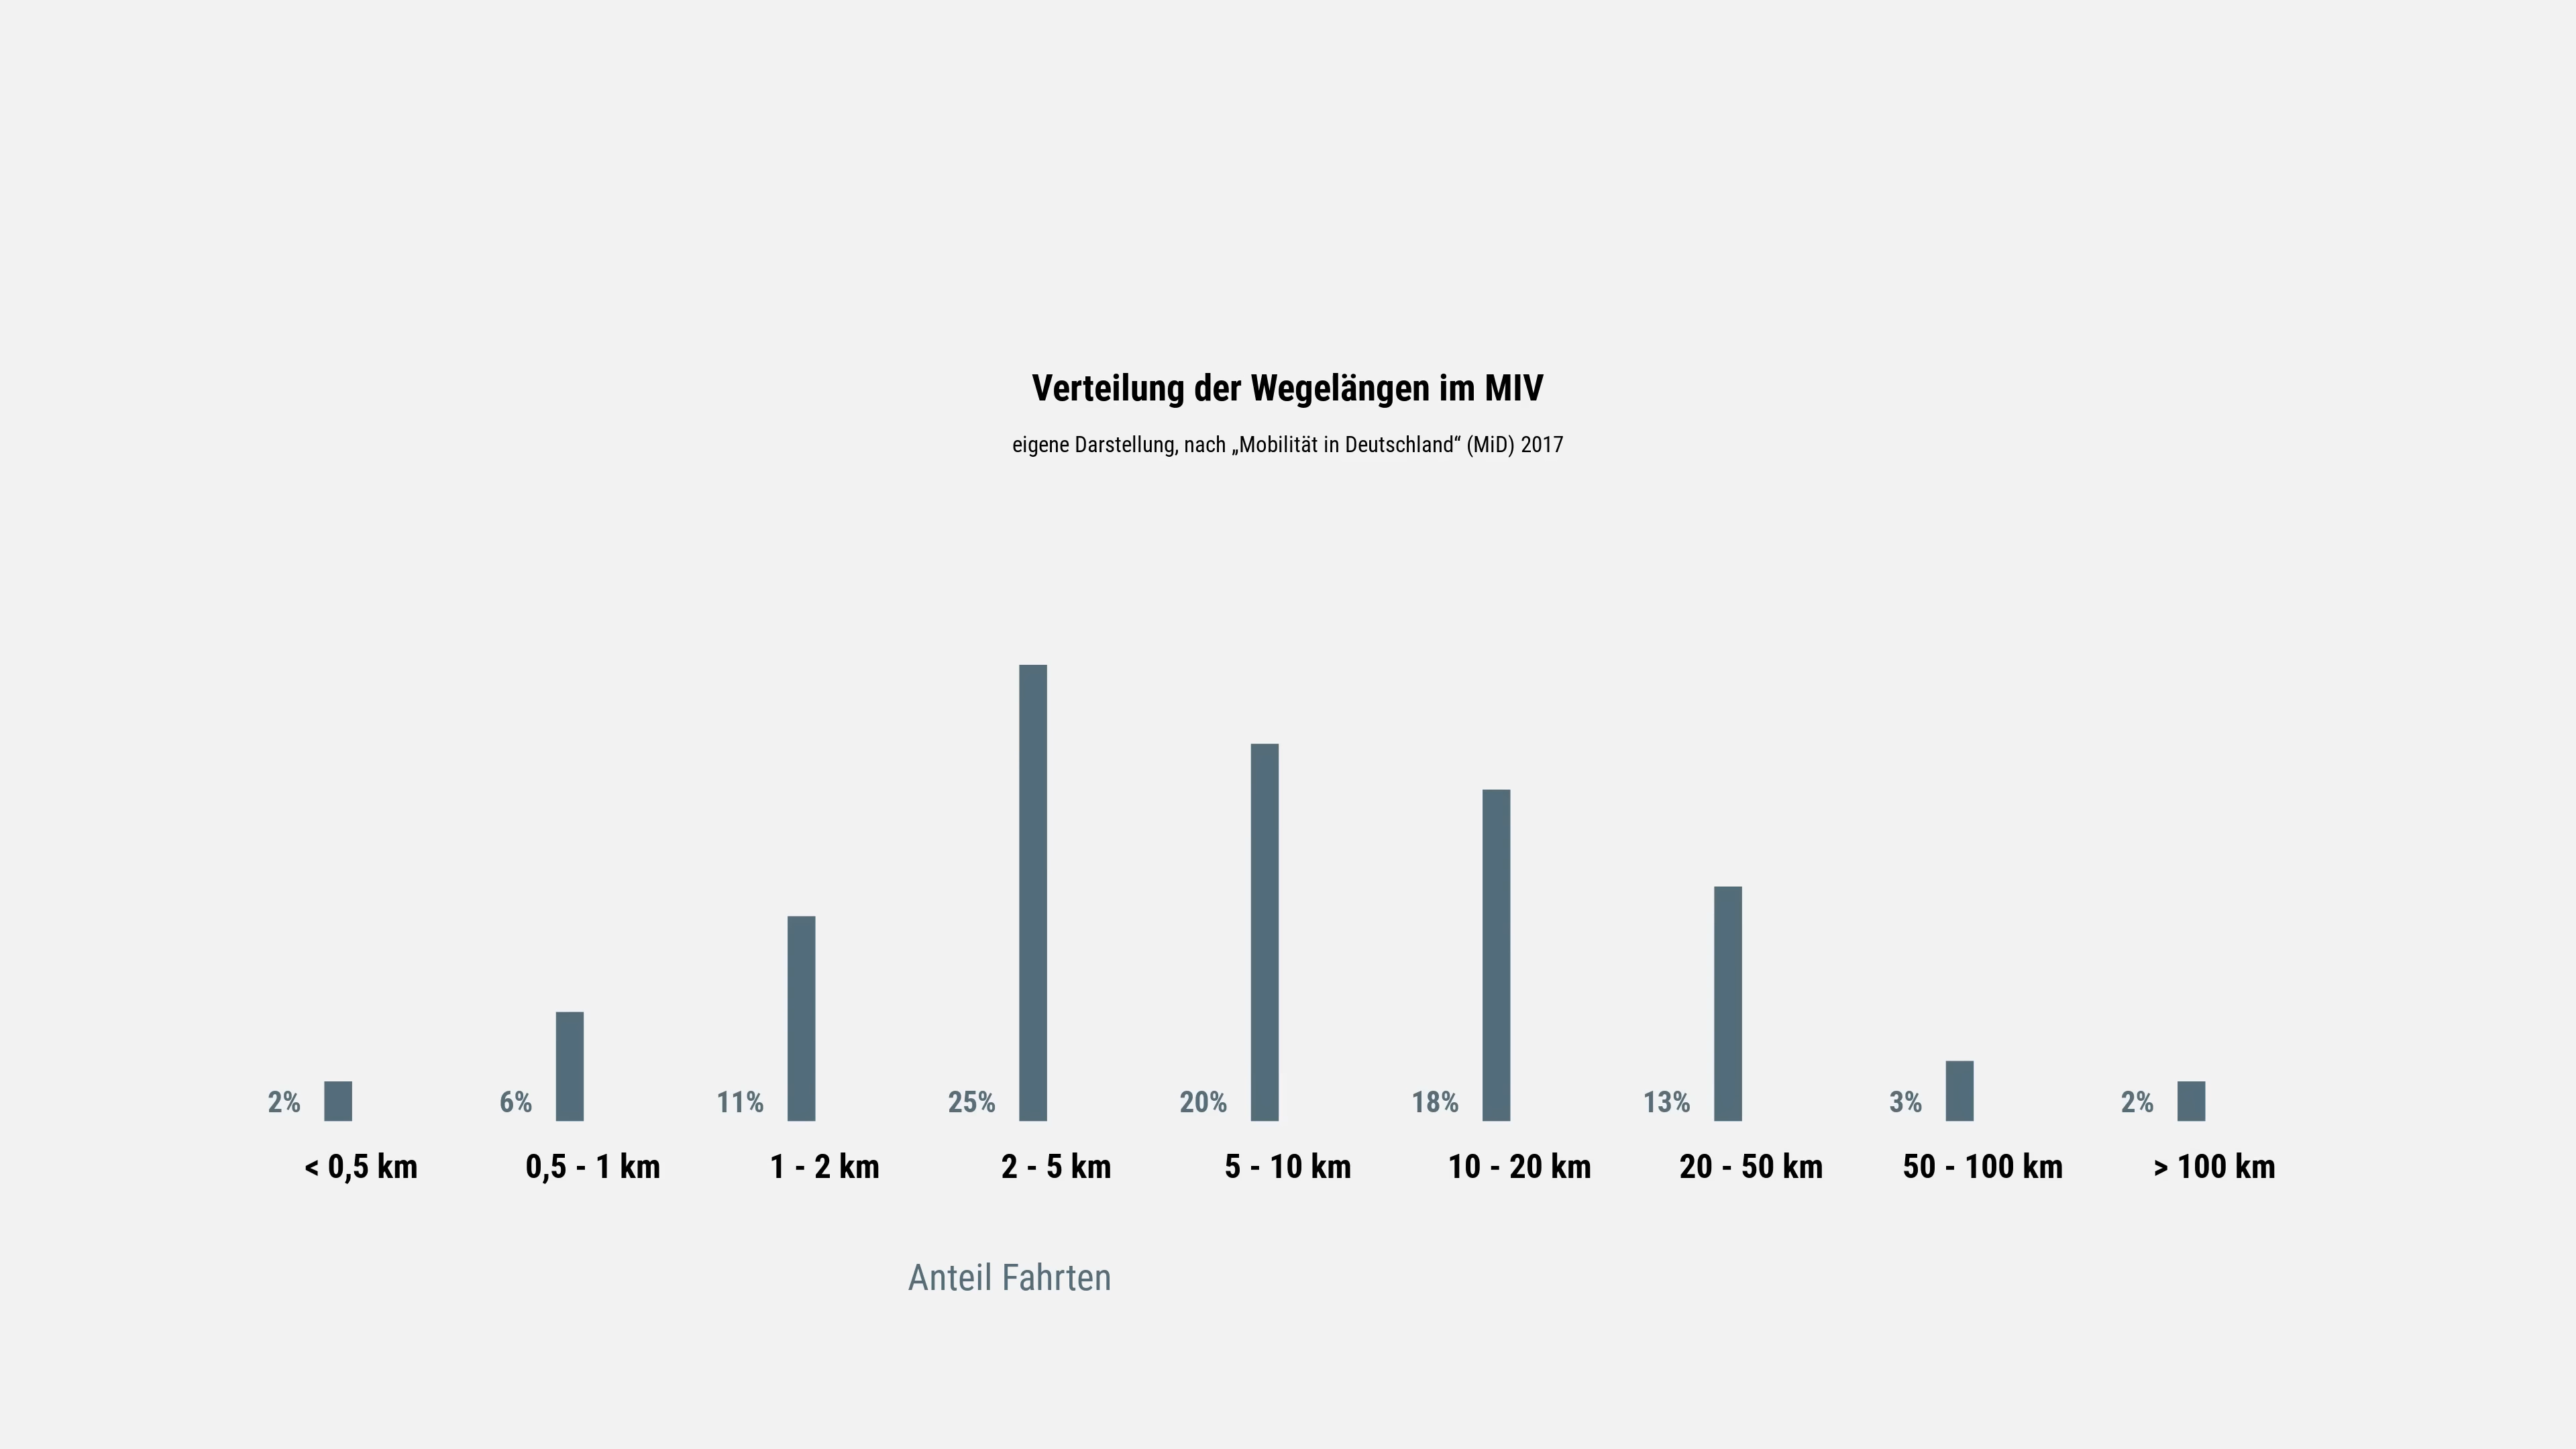 Verteilung der Wegelängen im MIV
eigene Darstellung, nach „Mobilität in Deutschland“ (MiD) 2017
2% 6% 11% 25% 20% 18% 13% 3% 2%
< 0,5 km 0,5 - 1 km 1 - 2 km 2 - 5 km 5 - 10 km 10 - 20 km 20 - 50 km 50 - 100 km > 100 km
Anteil Fahrten